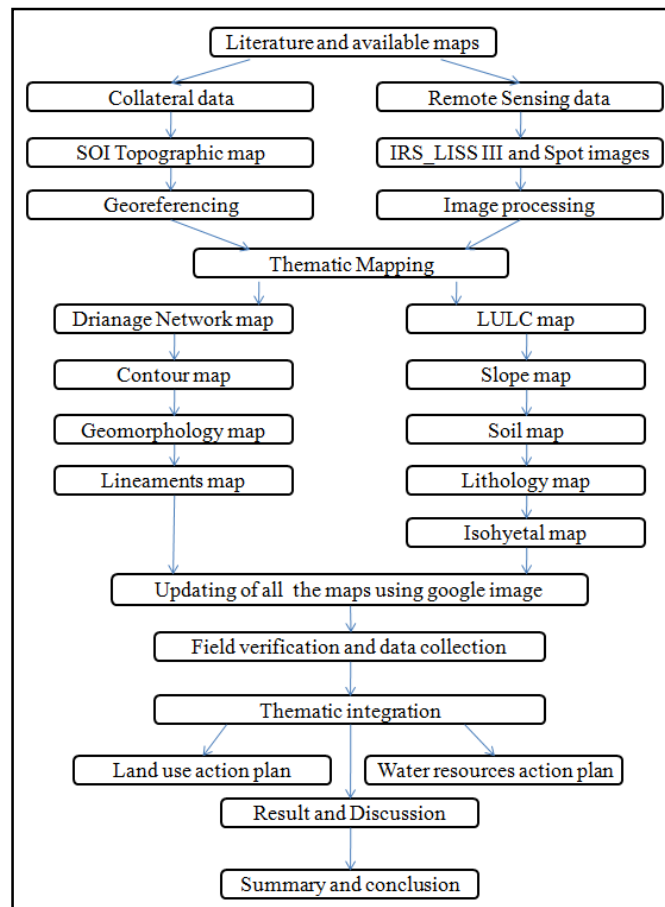 Literature and available maps
Collateral data
Remote Sensing data
SOI Topographic map
IRS_LISS III and Spot images
Georeferencing
Image processing
Thematic Mapping
Drianage Network map
LULC map
Contour map
Slope map
Geomorphology map
Soil map
Lineaments map
Lithology map
Isohyetal map
Updating of all the maps using google image
Field verification and data collection
Thematic integration
Land use action plan
Water resources action plan
Result and Discussion
Summary and conclusion